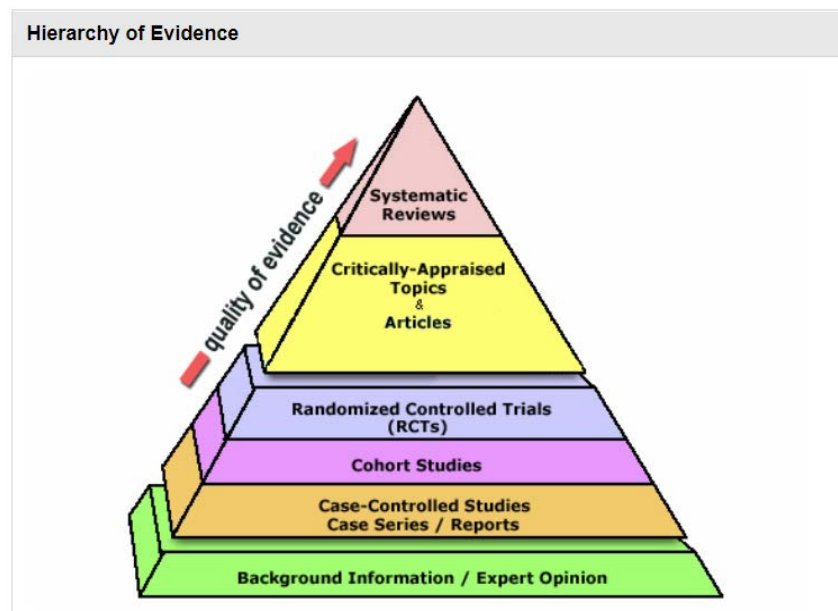 Hierarchy of Evidence
quality of evidence
Systematic
Reviews
Critically-Appraised
Topics
&
Articles
Randomized Controlled Trials
(RCTs)
Cohort Studies
Case-Controlled Studies
Case Series / Reports
Background Information / Expert Opinion